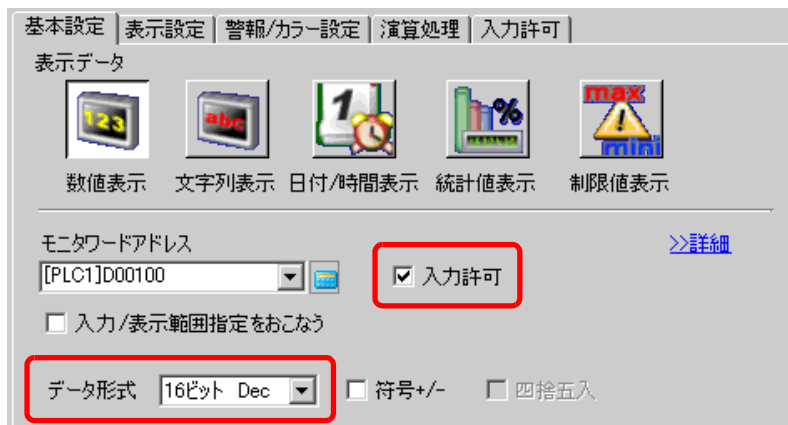 基本設定 表示設定 警報/カラー設定 演算処理 入力許可
表示データ
123 abc 1 % max mini
数値表示 文字列表示 日付/時間表示 統計値表示 制限値表示
モニタワードアドレス >>詳細
[PLC1]D00100 入力許可
入力/表示範囲指定をおこなう
データ形式 16ビット Dec 符号+/- 四捨五入